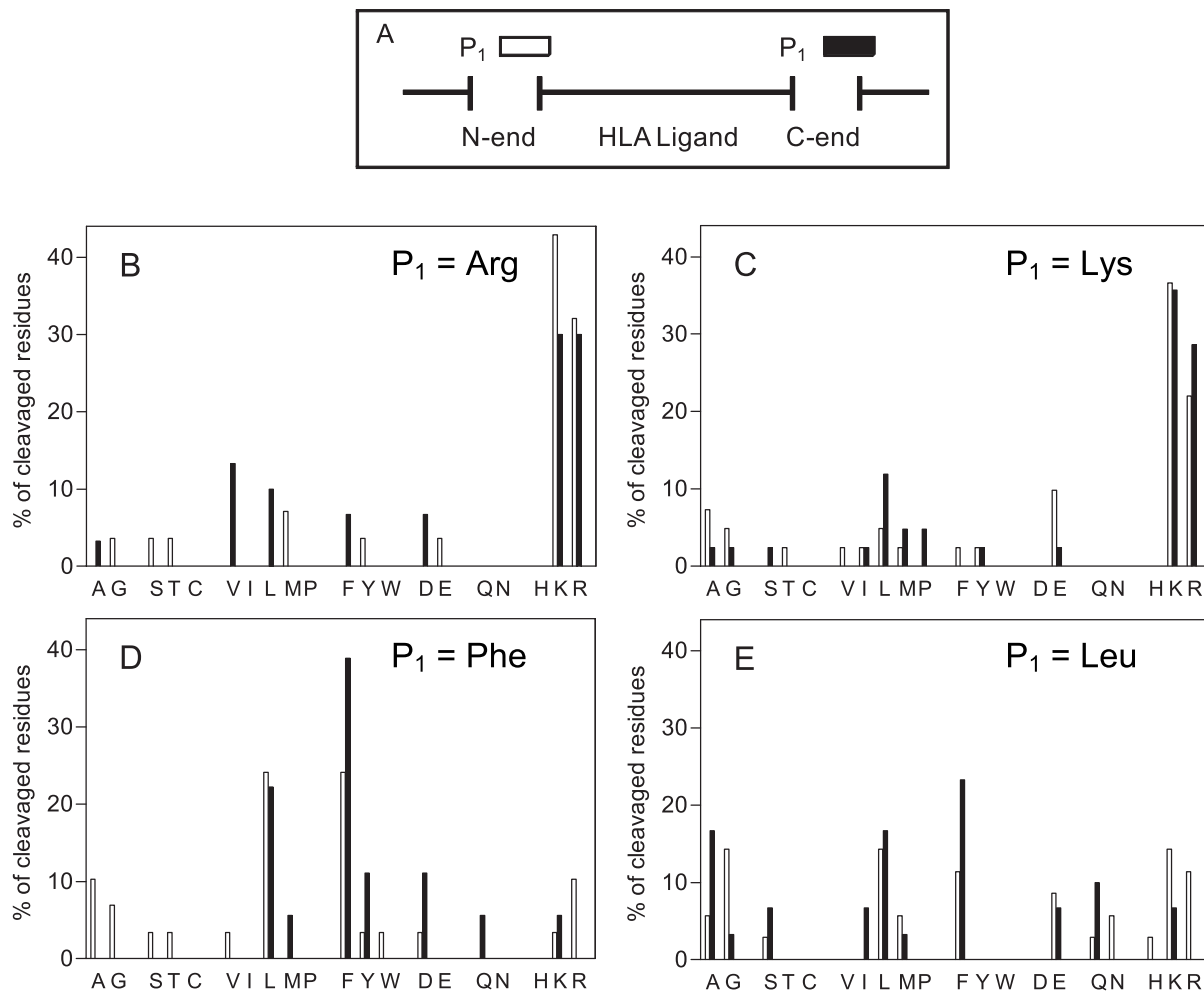 A
P1 P1
N-end HLA Ligand C-end
B P1 = Arg
% of cleavaged residues
40
30
20
10
0
A G S T C V I L M P F Y W D E Q N H K R
C P1 = Lys
% of cleavaged residues
40
30
20
10
0
A G S T C V I L M P F Y W D E Q N H K R
D P1 = Phe
% of cleavaged residues
40
30
20
10
0
A G S T C V I L M P F Y W D E Q N H K R
E P1 = Leu
% of cleavaged residues
40
30
20
10
0
A G S T C V I L M P F Y W D E Q N H K R